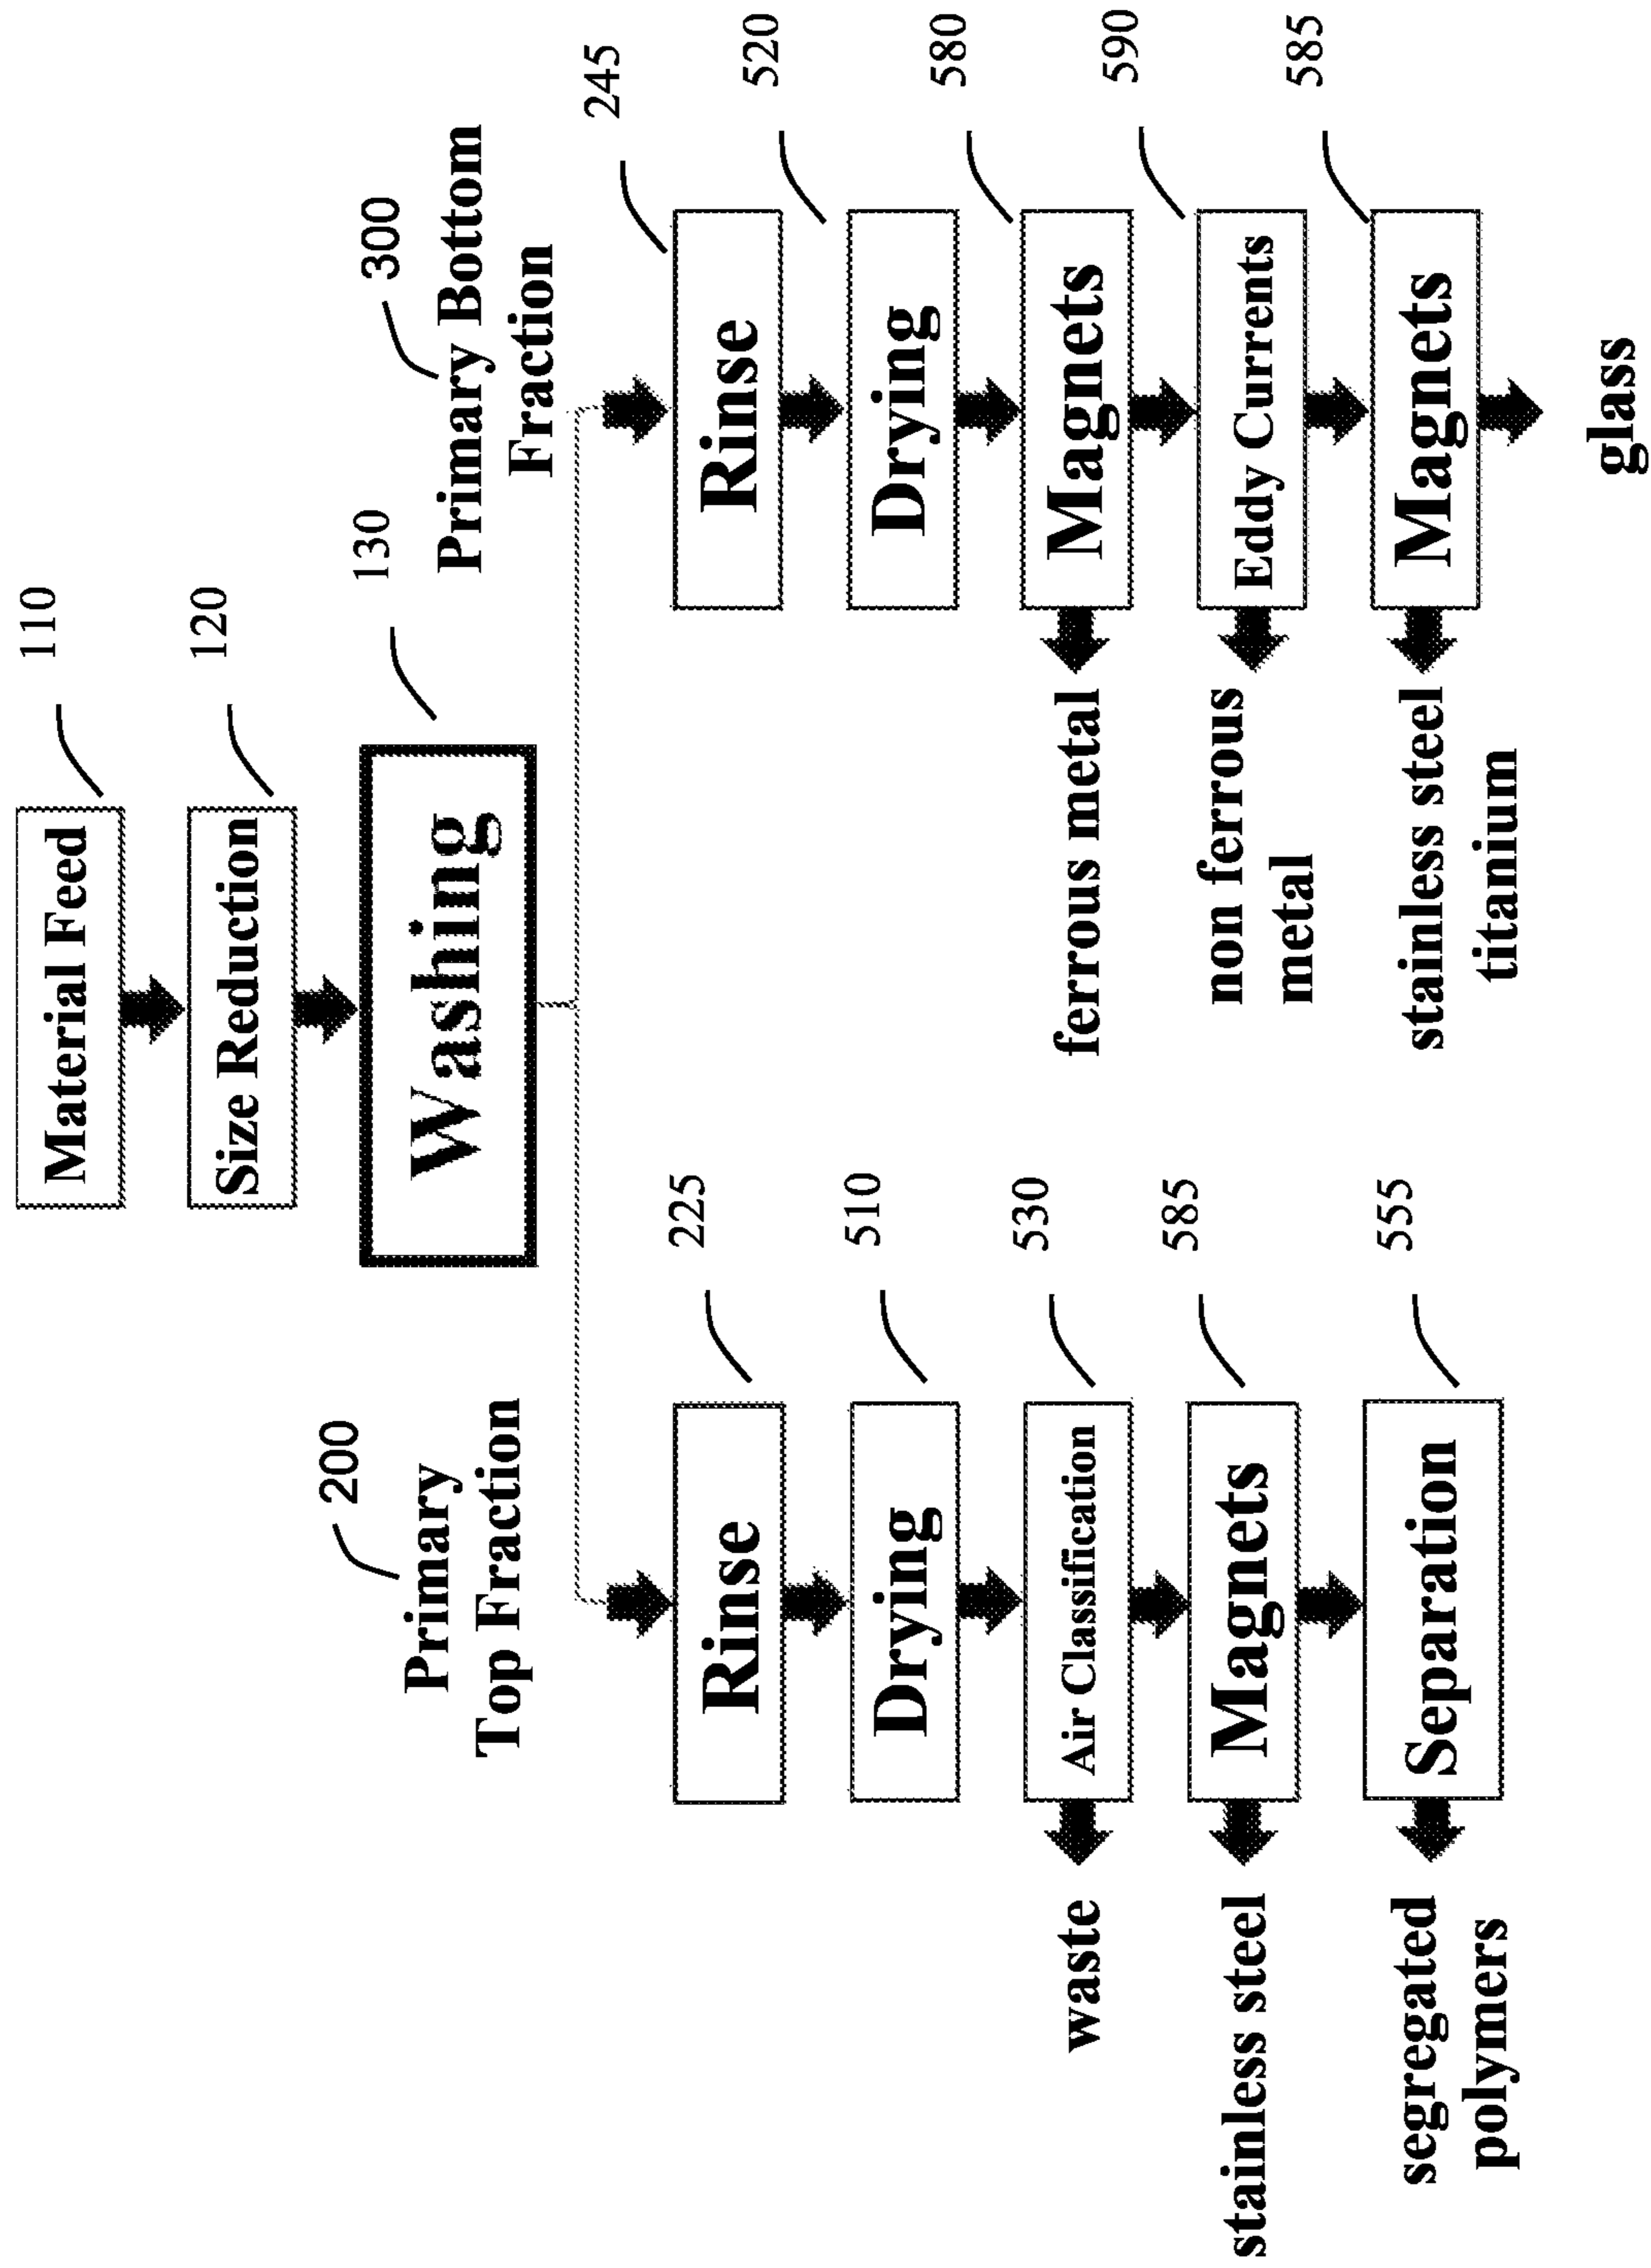 Material Feed
110
Size Reduction
120
Washing
130
200
Primary
Top Fraction
Rinse
225
Drying
510
Air Classification
530
waste
Magnets
585
stainless steel
Separation
555
segregated
polymers
300
Primary Bottom
Fraction
Rinse
245
Drying
520
Magnets
580
ferrous metal
Eddy Currents
590
non ferrous
metal
Magnets
585
stainless steel
titanium
glass